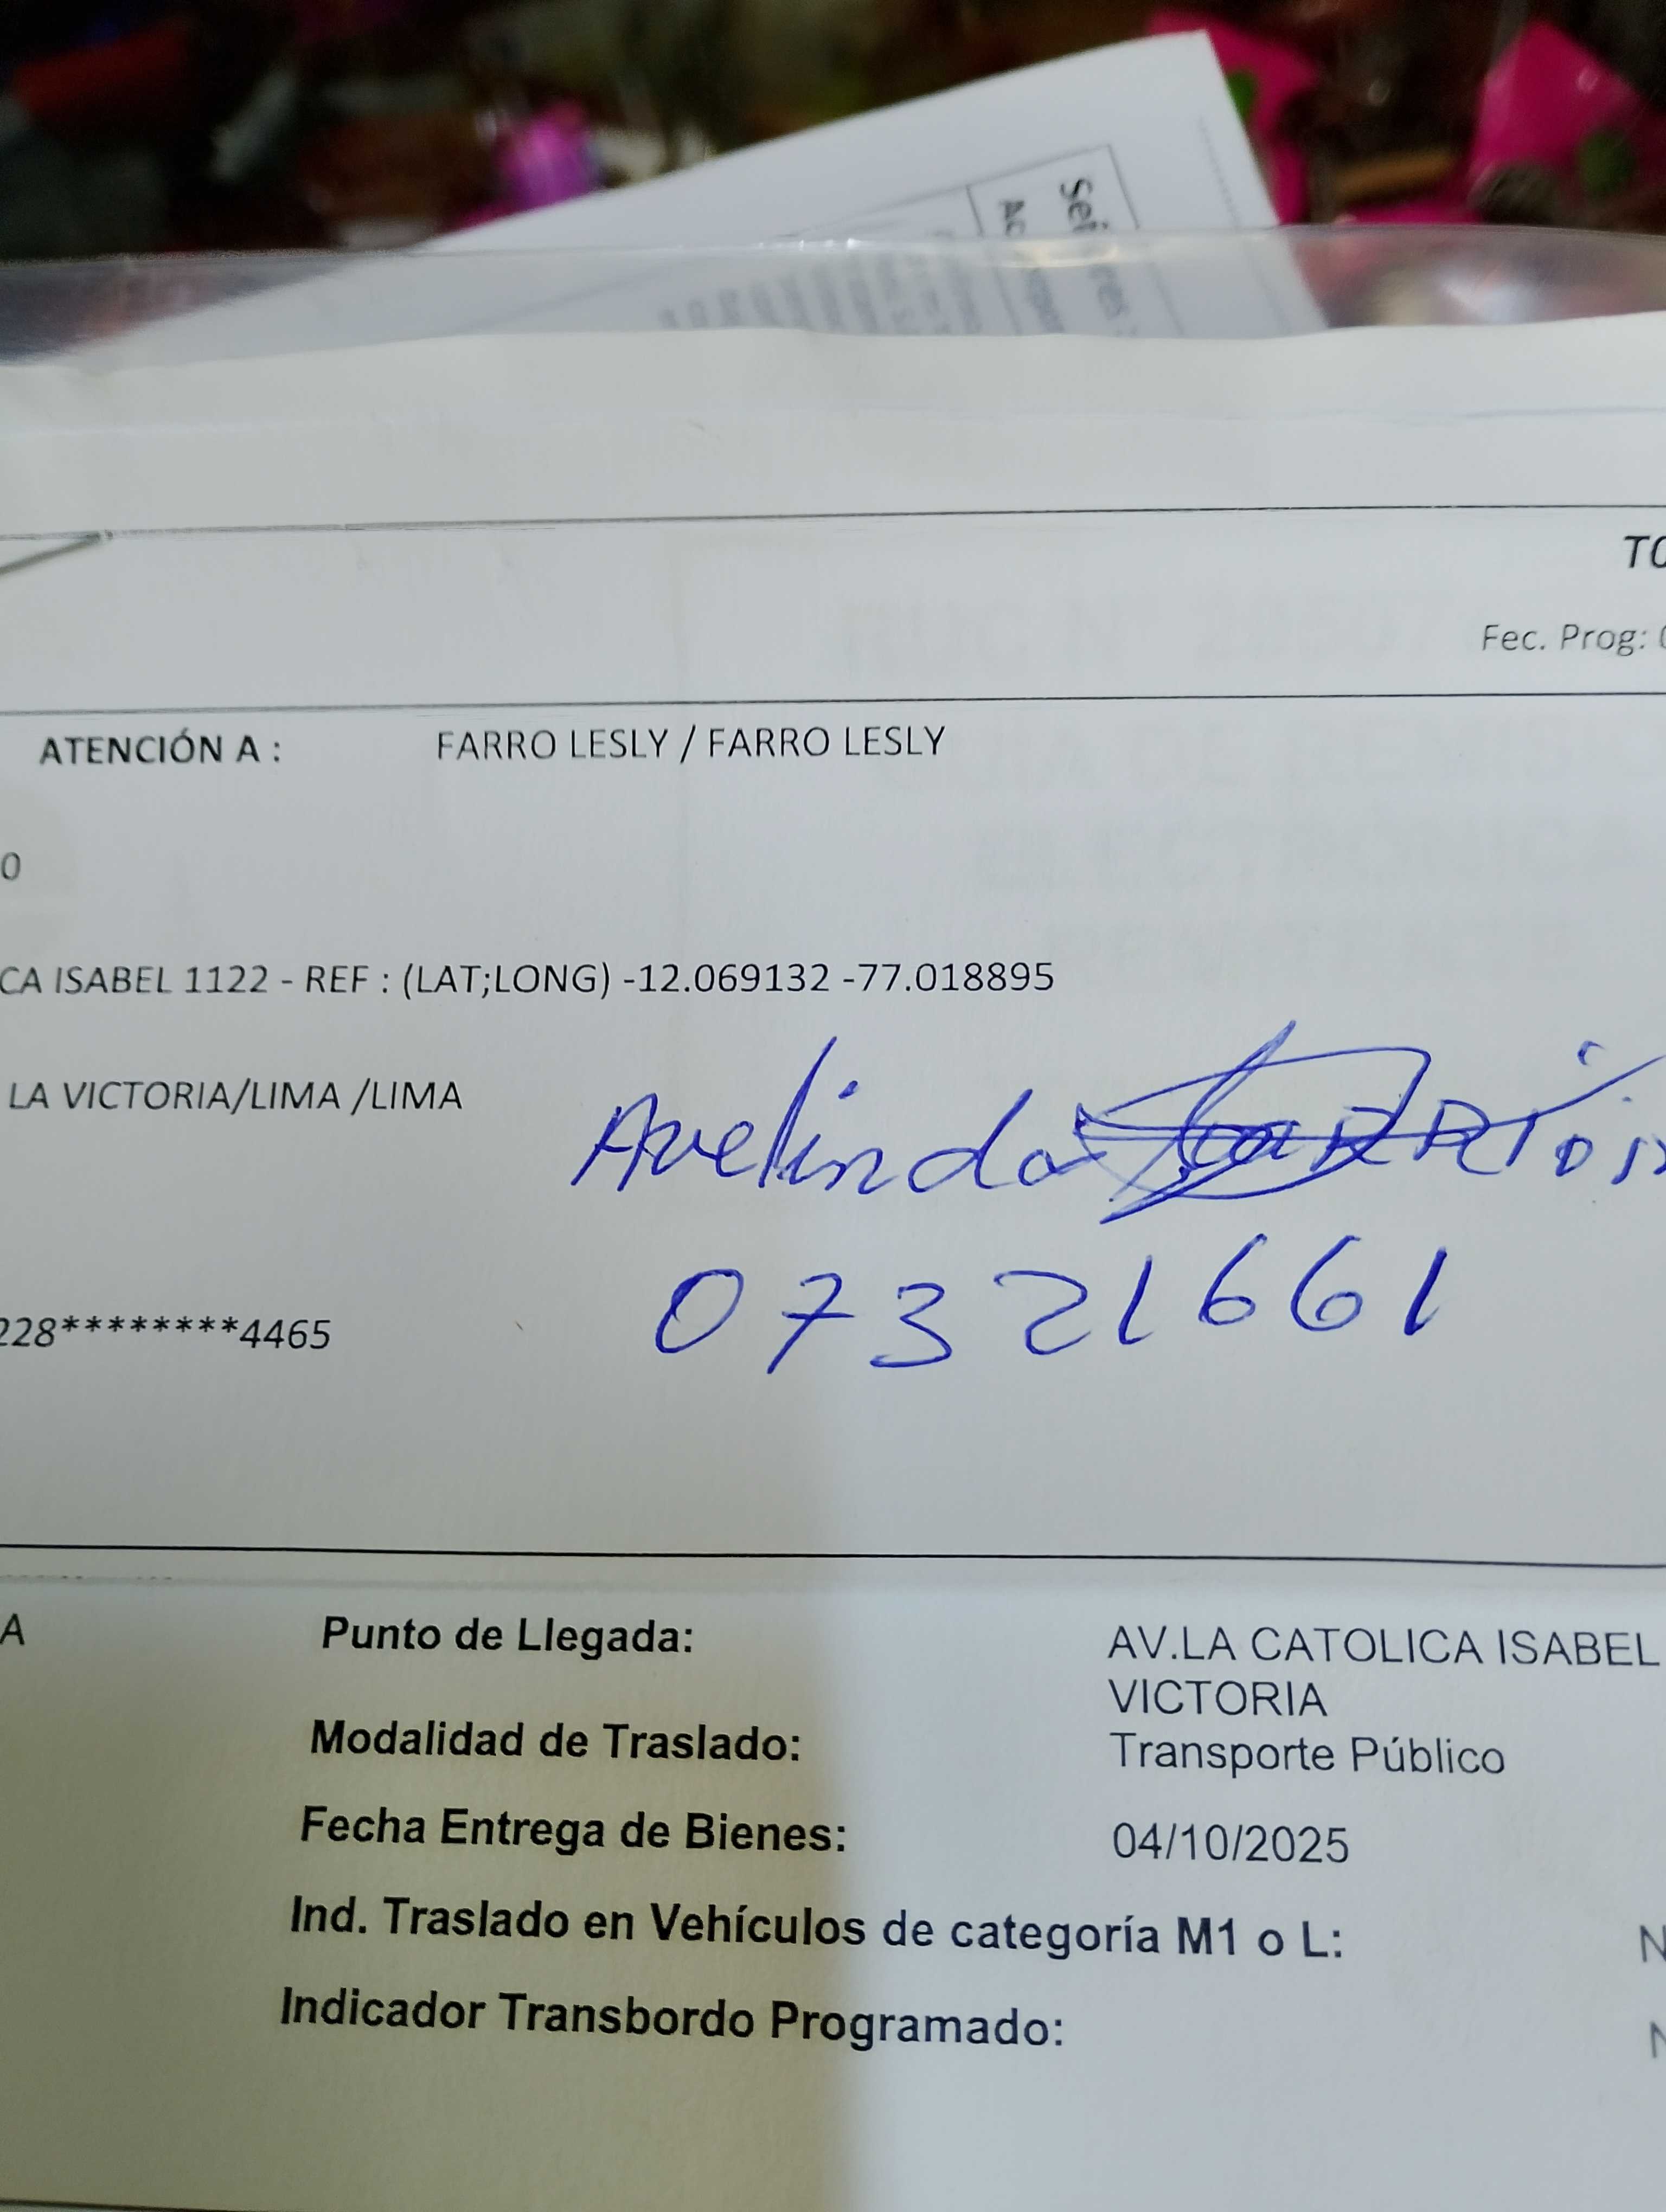 TO
Fec. Prog:
ATENCIÓN A : FARRO LESLY / FARRO LESLY
0
CA ISABEL 1122 - REF : (LAT;LONG) -12.069132 -77.018895
LA VICTORIA/LIMA /LIMA
Avelinda
07321661
228********4465
A Punto de Llegada: AV.LA CATOLICA ISABEL
VICTORIA
Modalidad de Traslado: Transporte Público
Fecha Entrega de Bienes: 04/10/2025
Ind. Traslado en Vehículos de categoría M1 o L: N
Indicador Transbordo Programado: N